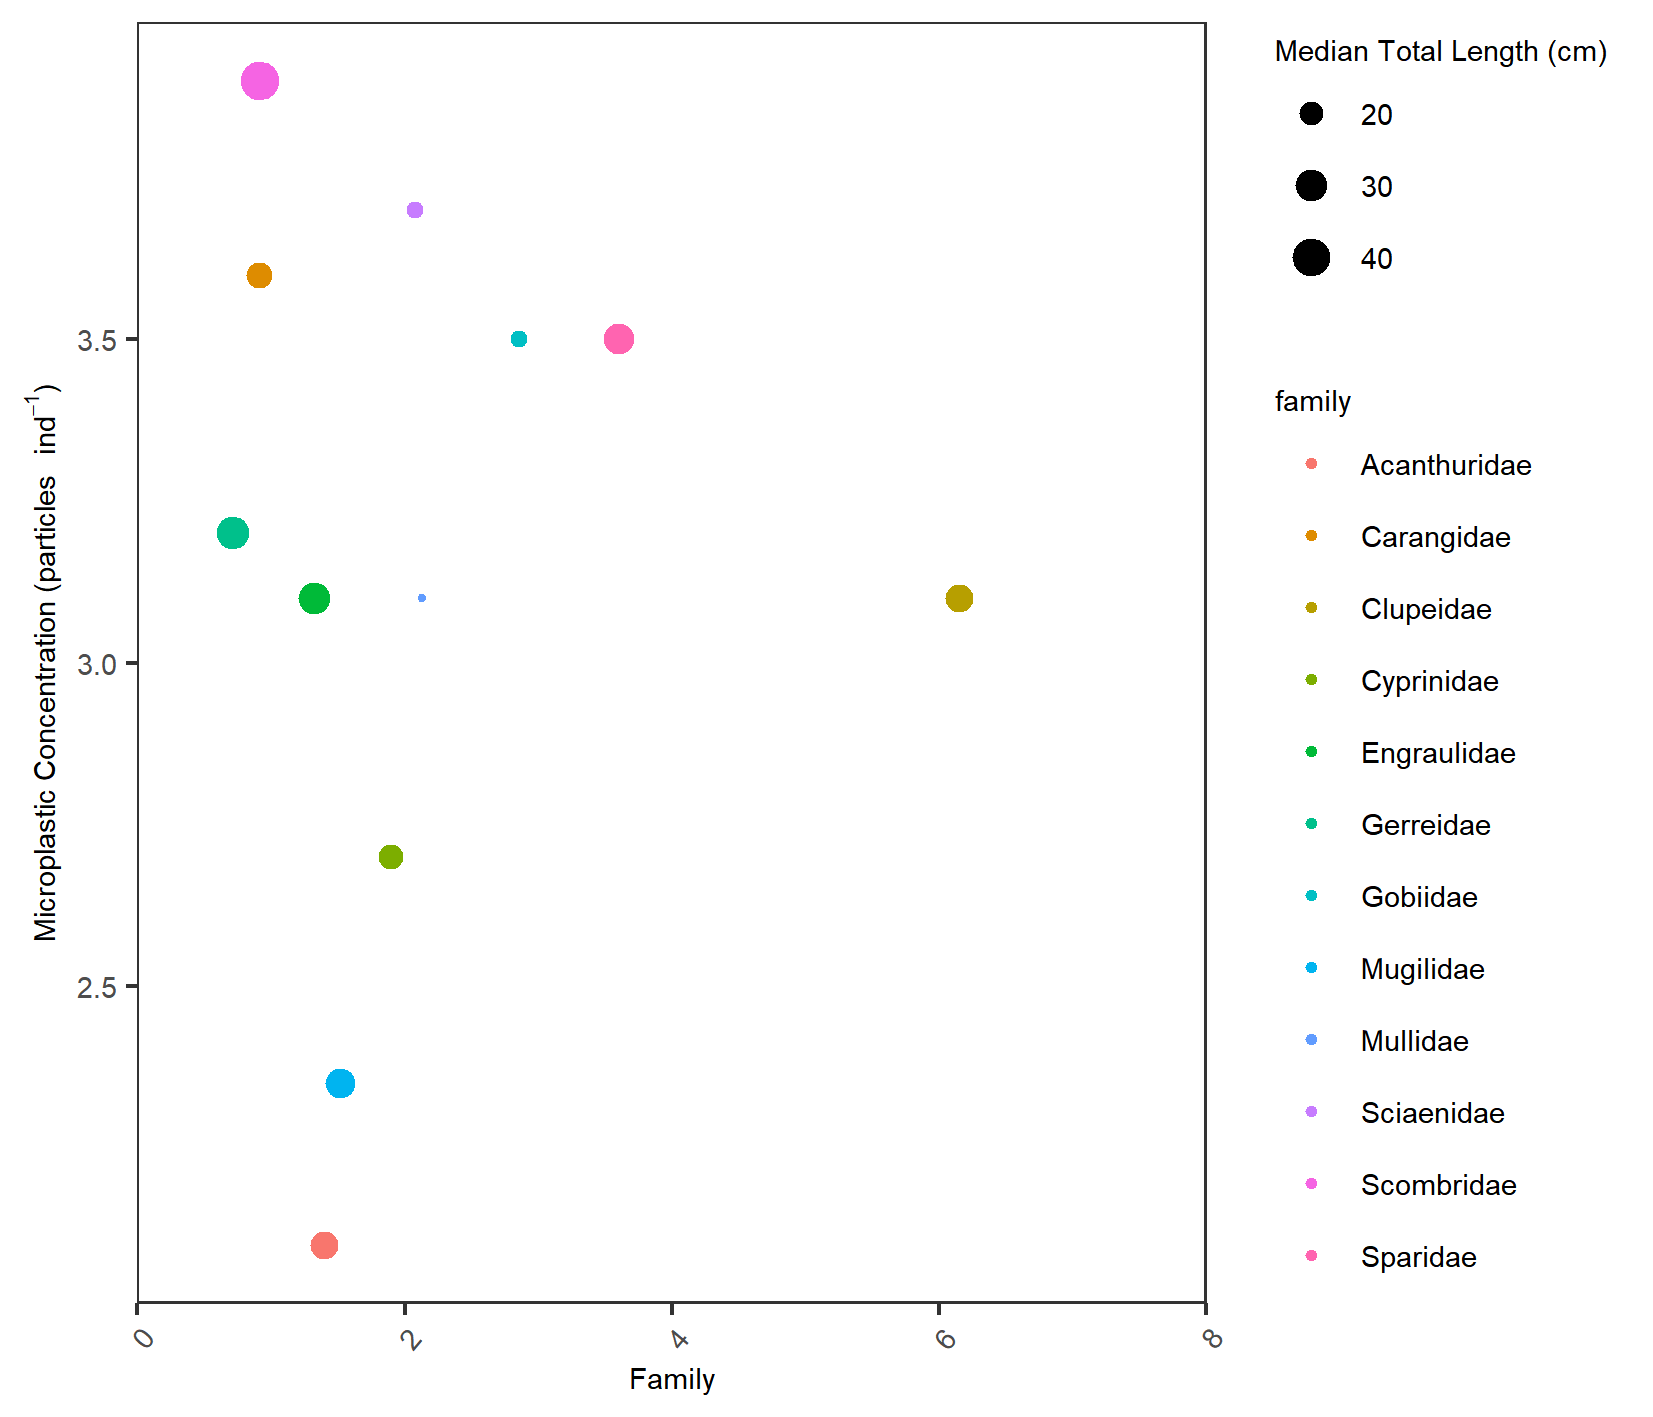 Microplastic Concentration (particles ind⁻¹)
3.5
3.0
2.5
0
2
4
6
8
Family
Median Total Length (cm)
20
30
40
family
Acanthuridae
Carangidae
Clupeidae
Cyprinidae
Engraulidae
Gerreidae
Gobiidae
Mugilidae
Mullidae
Sciaenidae
Scombridae
Sparidae